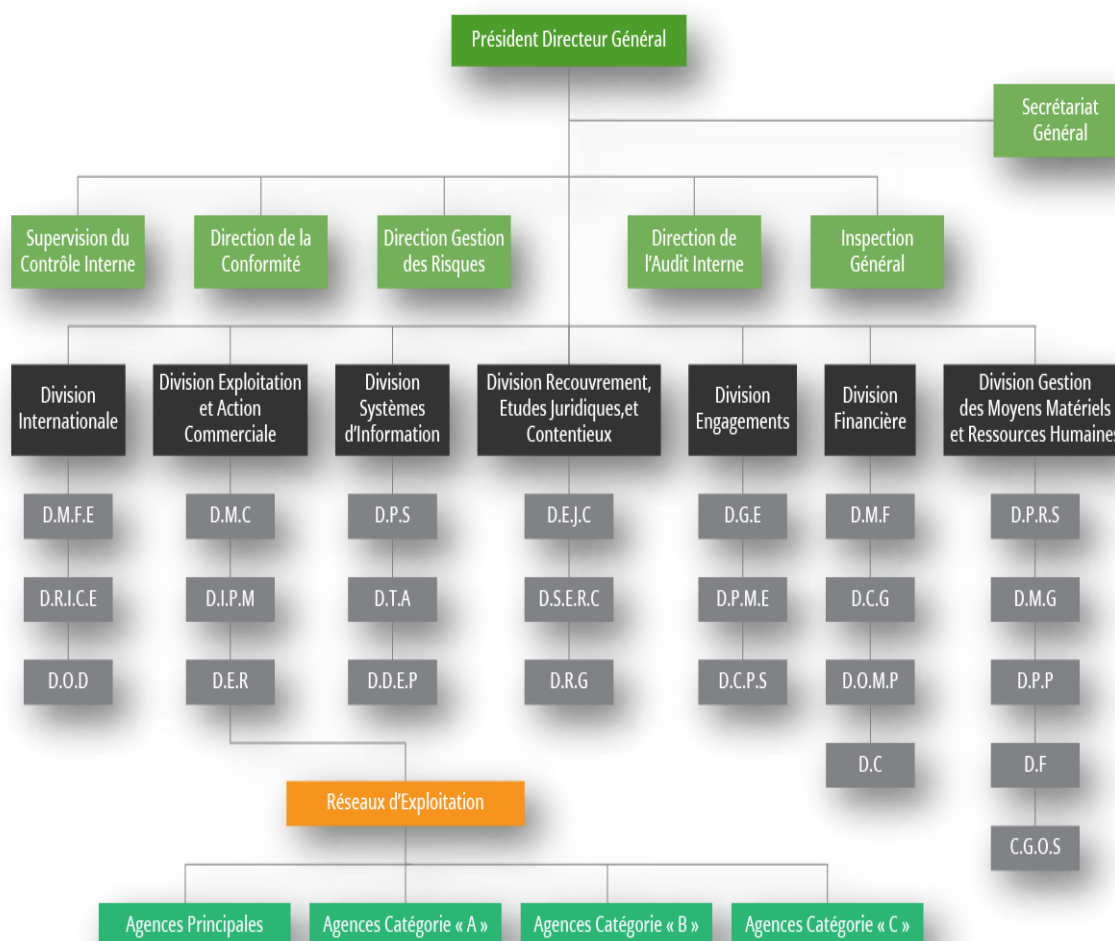 Président Directeur Général
Secrétariat
Général
Supervision du
Contrôle Interne
Direction de la
Conformité
Direction Gestion
des Risques
Direction de
l'Audit Interne
Inspection
Général
Division
Internationale
Division Exploitation
et Action
Commerciale
Division
Systèmes
d'Information
Division Recouvrement,
Etudes Juridiques,et
Contentieux
Division
Engagements
Division
Financière
Division Gestion
des Moyens Matériels
et Ressources Humaines
D.M.F.E
D.M.C
D.P.S
D.E.J.C
D.G.E
D.M.F
D.P.R.S
D.R.I.C.E
D.I.P.M
D.T.A
D.S.E.R.C
D.P.M.E
D.C.G
D.M.G
D.O.D
D.E.R
D.D.E.P
D.R.G
D.C.P.S
D.O.M.P
D.P.P
D.C
D.F
Réseaux d'Exploitation
C.G.O.S
Agences Principales
Agences Catégorie « A »
Agences Catégorie « B »
Agences Catégorie « C »